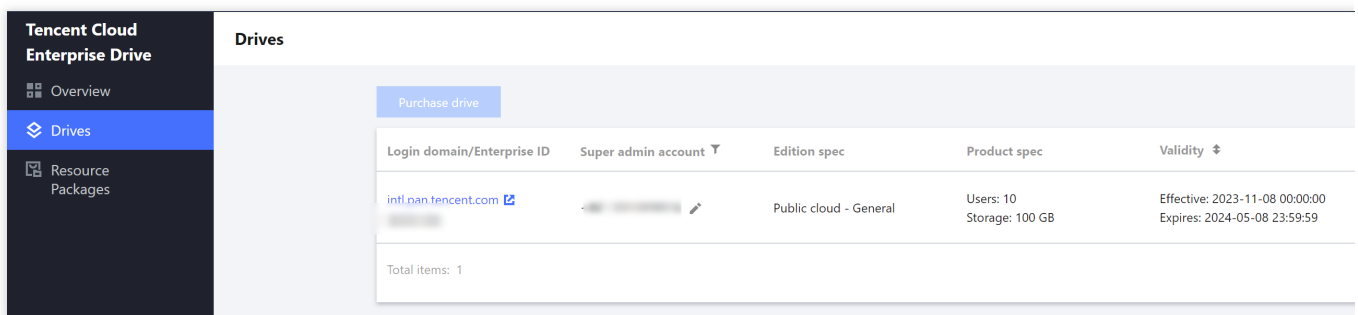 Tencent Cloud
Enterprise Drive
Overview
Drives
Resource
Packages
Drives
Purchase drive
Login domain/Enterprise ID Super admin account Edition spec Product spec Validity
intl.pan.tencent.com Public cloud - General Users: 10 Effective: 2023-11-08 00:00:00
Storage: 100 GB Expires: 2024-05-08 23:59:59
Total items: 1